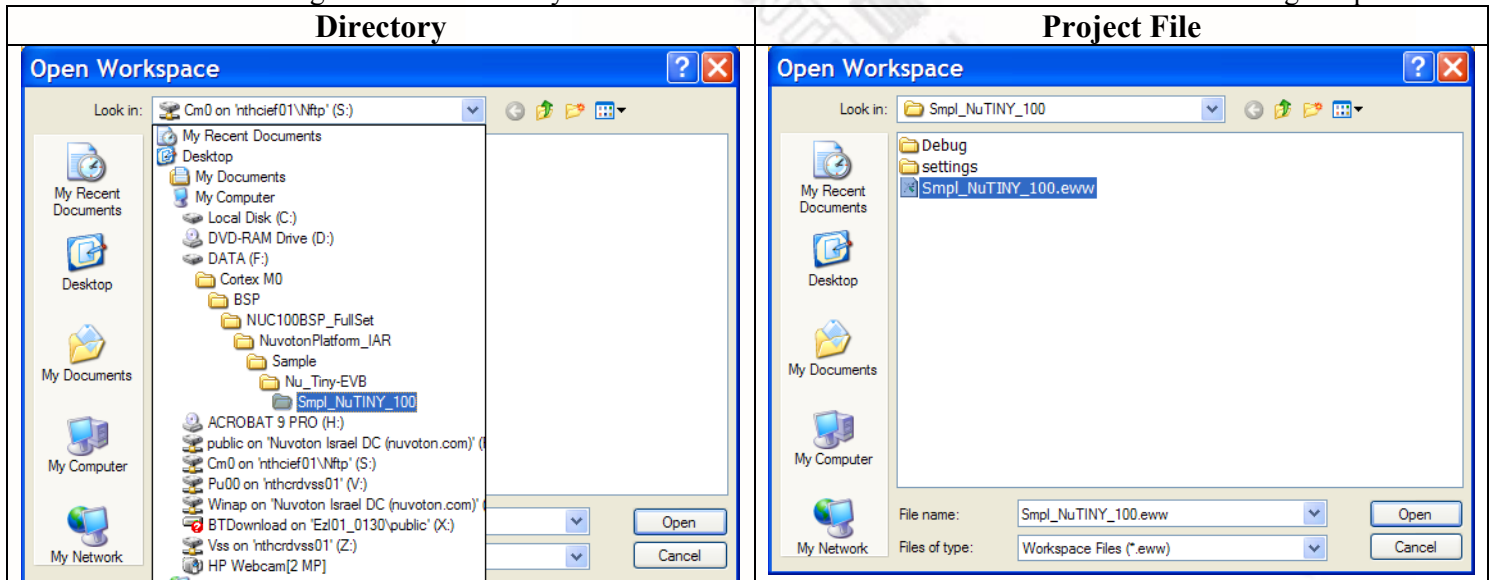 Directory
Project File
Open Workspace
Look in:
Cm0 on 'nthcief01\Nftp' (S:)
My Recent Documents
Desktop
My Documents
My Computer
Local Disk (C:)
DVD-RAM Drive (D:)
DATA (F:)
Cortex M0
BSP
NUC100BSP_FullSet
NuvotonPlatform_IAR
Sample
Nu_Tiny-EVB
Smpl_NuTINY_100
ACROBAT 9 PRO (H:)
public on 'Nuvoton Israel DC (nuvoton.com)' (
Cm0 on 'nthcief01\Nftp' (S:)
Pu00 on 'nthcrdvss01' (V:)
Winap on 'Nuvoton Israel DC (nuvoton.com)' (
BTDownload on 'Ezl01_0130\public' (X:)
Vss on 'nthcrdvss01' (Z:)
HP Webcam[2 MP]
My Recent
Documents
Desktop
My Documents
My Computer
My Network
Open
Cancel
Open Workspace
Look in:
Smpl_NuTINY_100
Debug
settings
Smpl_NuTINY_100.eww
My Recent
Documents
Desktop
My Documents
My Computer
My Network
File name:
Smpl_NuTINY_100.eww
Open
Files of type:
Workspace Files (*.eww)
Cancel